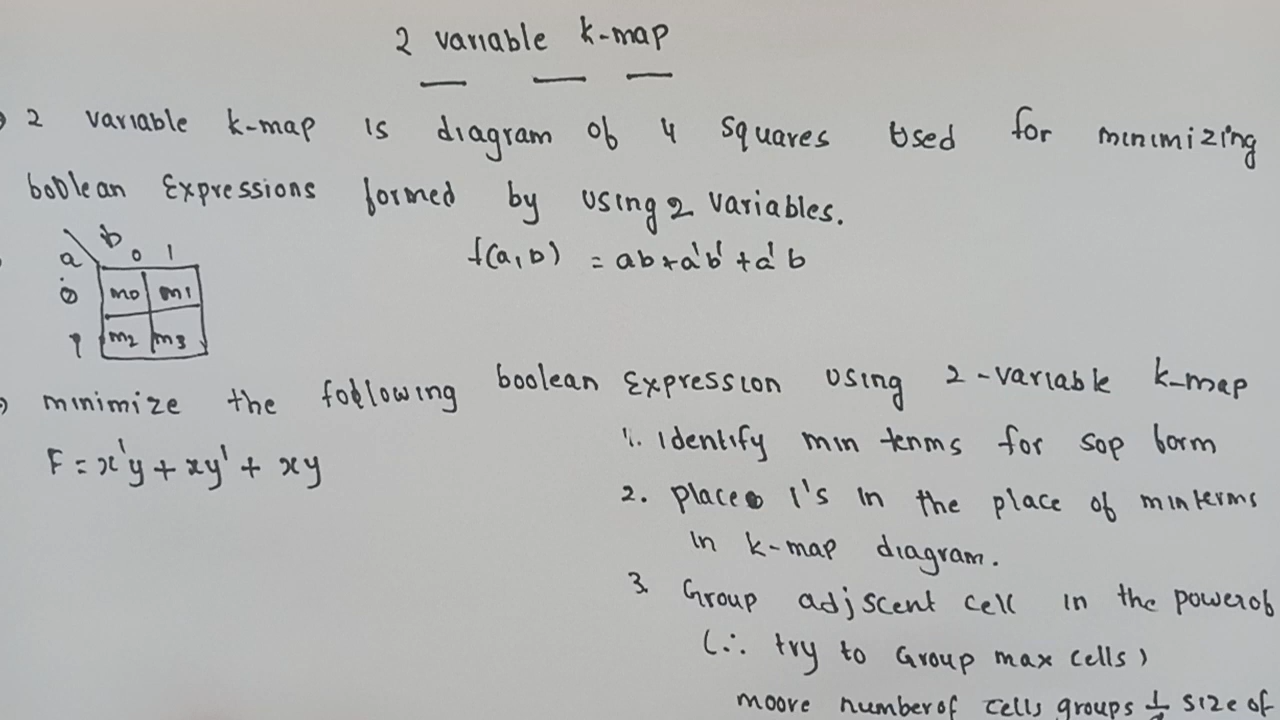 2 variable k-map
2 variable k-map is diagram of 4 squares used for minimizing
boolean Expressions formed by using 2 variables.
f(a,b) = ab+a'b'+a'b
b
a 0 1
0 m0 m1
1 m2 m3
minimize the following boolean Expression using 2-variable k-map
F = x'y + xy' + xy
1. Identify min terms for sop form
2. place 1's in the place of minterms
in k-map diagram.
3. Group adjscent cell in the power of
(∴ try to Group max cells)
moore number of cells groups size of